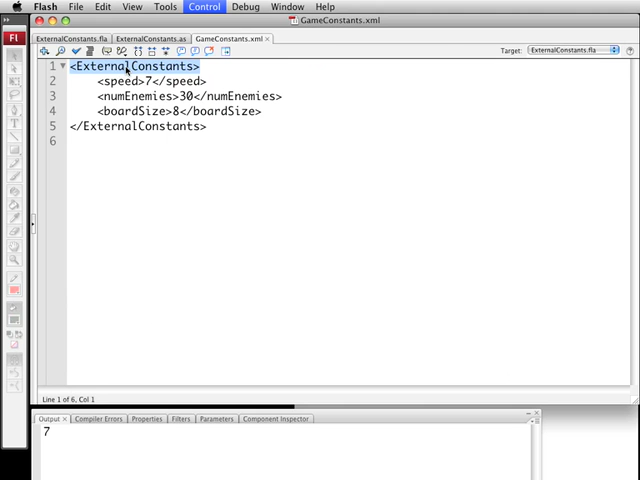 Flash File Edit View Tools Control Debug Window Help
GameConstants.xml
Fl
ExternalConstants.fla ExternalConstants.as GameConstants.xml
Target: ExternalConstants.fla
1 <ExternalConstants>
2 <speed>7</speed>
3 <numEnemies>30</numEnemies>
4 <boardSize>8</boardSize>
5 </ExternalConstants>
6
Line 1 of 6, Col 1
Output Compiler Errors Properties Filters Parameters Component Inspector
7